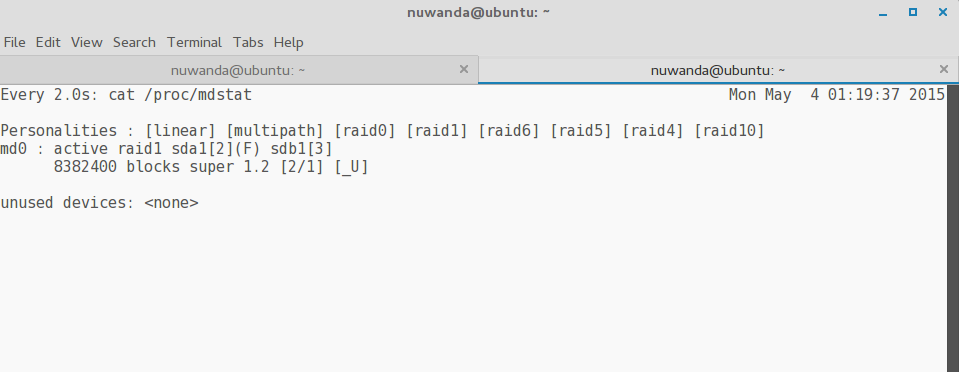 nuwanda@ubuntu: ~
File Edit View Search Terminal Tabs Help
nuwanda@ubuntu: ~ nuwanda@ubuntu: ~
Every 2.0s: cat /proc/mdstat Mon May  4 01:19:37 2015
Personalities : [linear] [multipath] [raid0] [raid1] [raid6] [raid5] [raid4] [raid10]
md0 : active raid1 sda1[2](F) sdb1[3]
      8382400 blocks super 1.2 [2/1] [_U]
unused devices: <none>